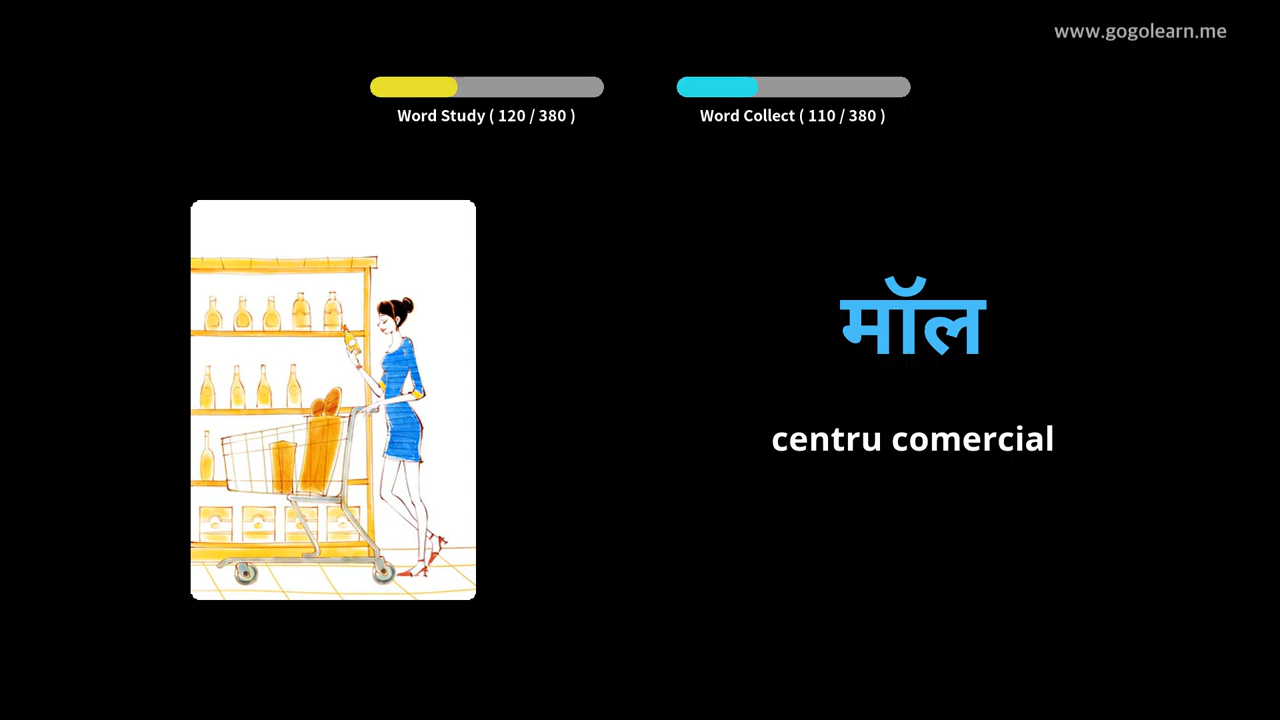 www.gogolearn.me
Word Study ( 120 / 380 )
Word Collect ( 110 / 380 )
मॉल
centru comercial